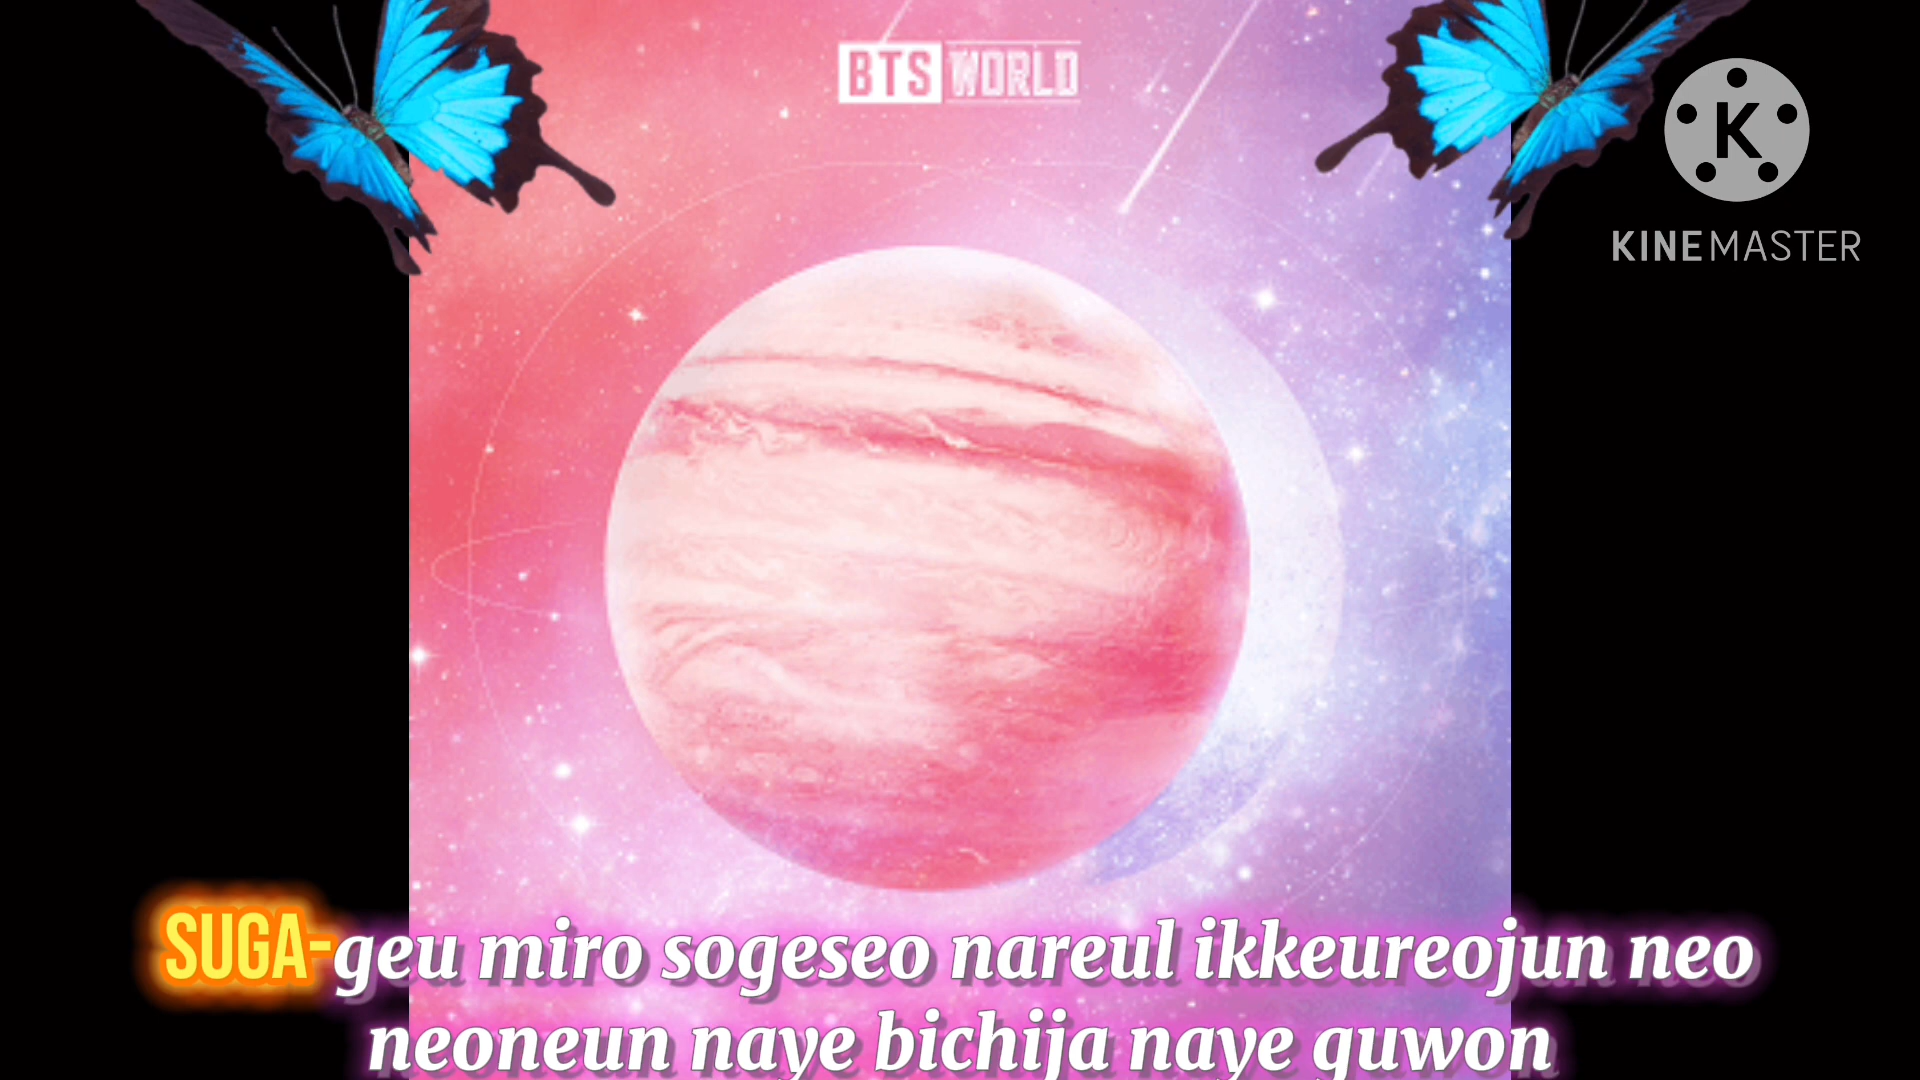 BTS WORLD
K
KINEMASTER
SUGA-geu miro sogeseo nareul ikkeureojun neo
neoneun naye bichija naye guwon